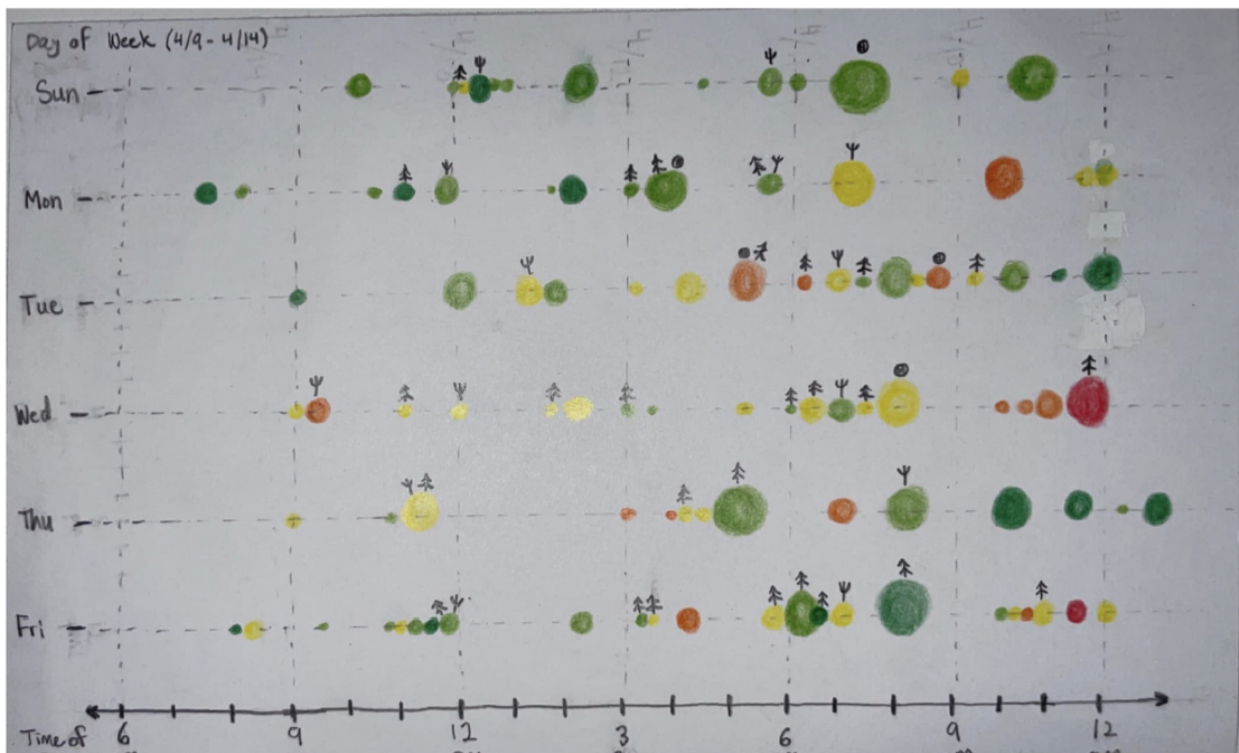 Day of Week (4/9-4/14)
Sun
Mon
Tue
Wed
Thu
Fri
Time of 6 9 12 3 6 9 12